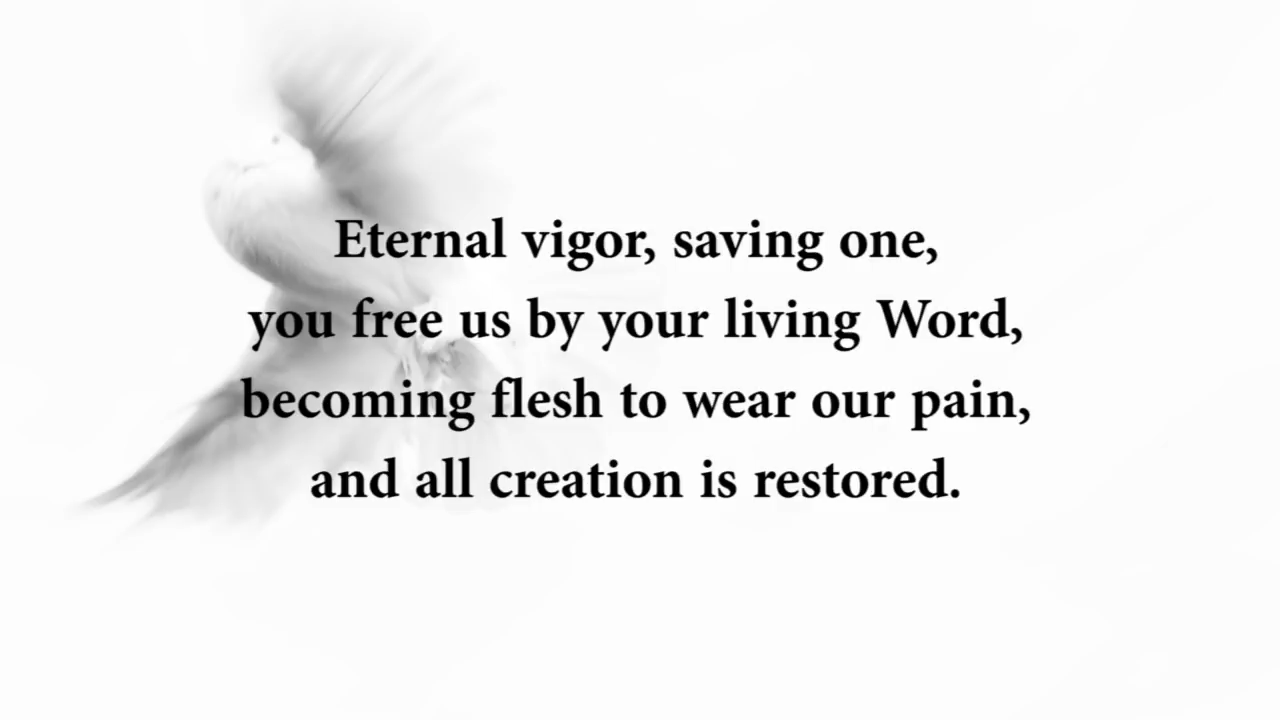 Eternal vigor, saving one,
you free us by your living Word,
becoming flesh to wear our pain,
and all creation is restored.